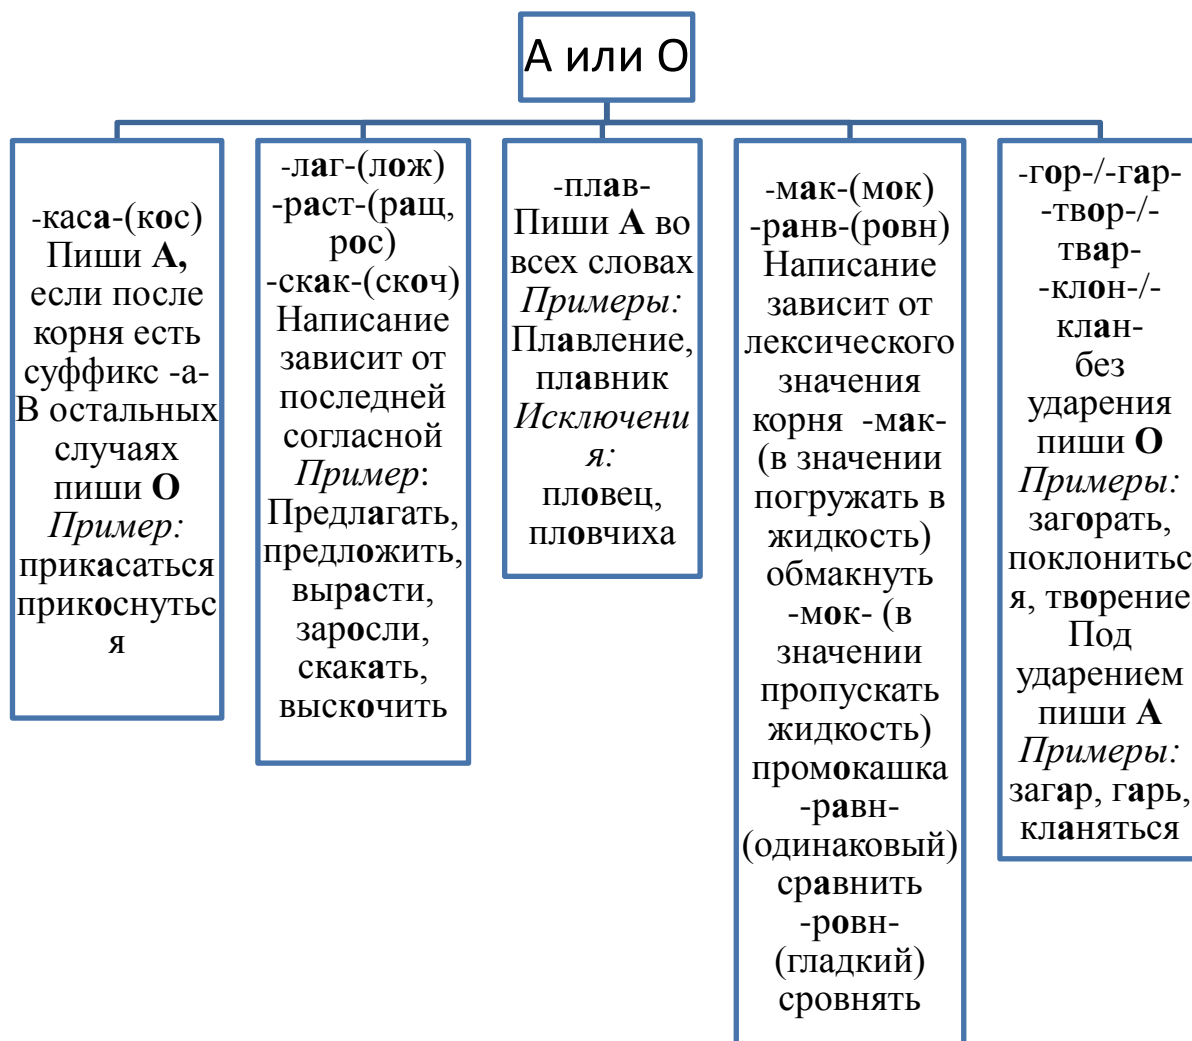 А или О
-каса-(кос)
Пиши А,
если после
корня есть
суффикс -а-
В остальных
случаях
пиши О
Пример:
прикасаться
прикоснутьс
я
-лаг-(лож)
-раст-(ращ,
рос)
-скак-(скоч)
Написание
зависит от
последней
согласной
Пример:
Предлагать,
предложить,
вырасти,
заросли,
скакать,
выскочить
-плав-
Пиши А во
всех словах
Примеры:
Плавление,
плавник
Исключени
я:
пловец,
пловчиха
-мак-(мок)
-ранв-(ровн)
Написание
зависит от
лексического
значения
корня -мак-
(в значении
погружать в
жидкость)
обмакнуть
-мок- (в
значении
пропускать
жидкость)
промокашка
-равн-
(одинаковый)
сравнить
-ровн-
(гладкий)
сровнять
-гор-/-гар-
-твор-/-
твар-
-клон-/-
клан-
без
ударения
пиши О
Примеры:
загорать,
поклонитьс
я, творение
Под
ударением
пиши А
Примеры:
загар, гарь,
кланяться